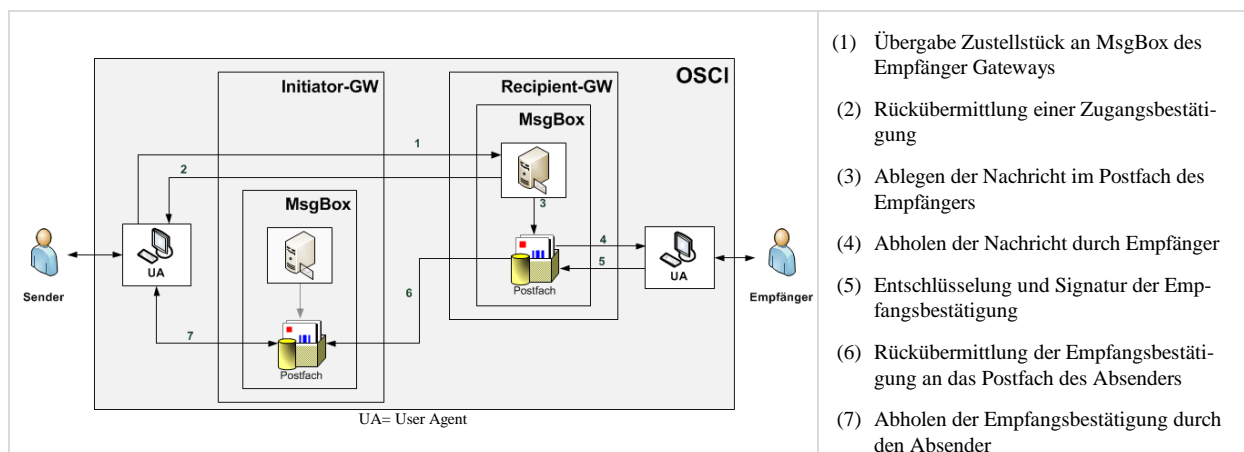 OSCI
Initiator-GW
Recipient-GW
MsgBox
1
2
3
MsgBox
UA
4
5
UA
Postfach
Sender
Empfänger
6
7
Postfach
UA= User Agent
(1) Übergabe Zustellstück an MsgBox des
Empfänger Gateways
(2) Rückübermittlung einer Zugangsbestäti-
gung
(3) Ablegen der Nachricht im Postfach des
Empfängers
(4) Abholen der Nachricht durch Empfänger
(5) Entschlüsselung und Signatur der Emp-
fangsbestätigung
(6) Rückübermittlung der Empfangsbestäti-
gung an das Postfach des Absenders
(7) Abholen der Empfangsbestätigung durch
den Absender